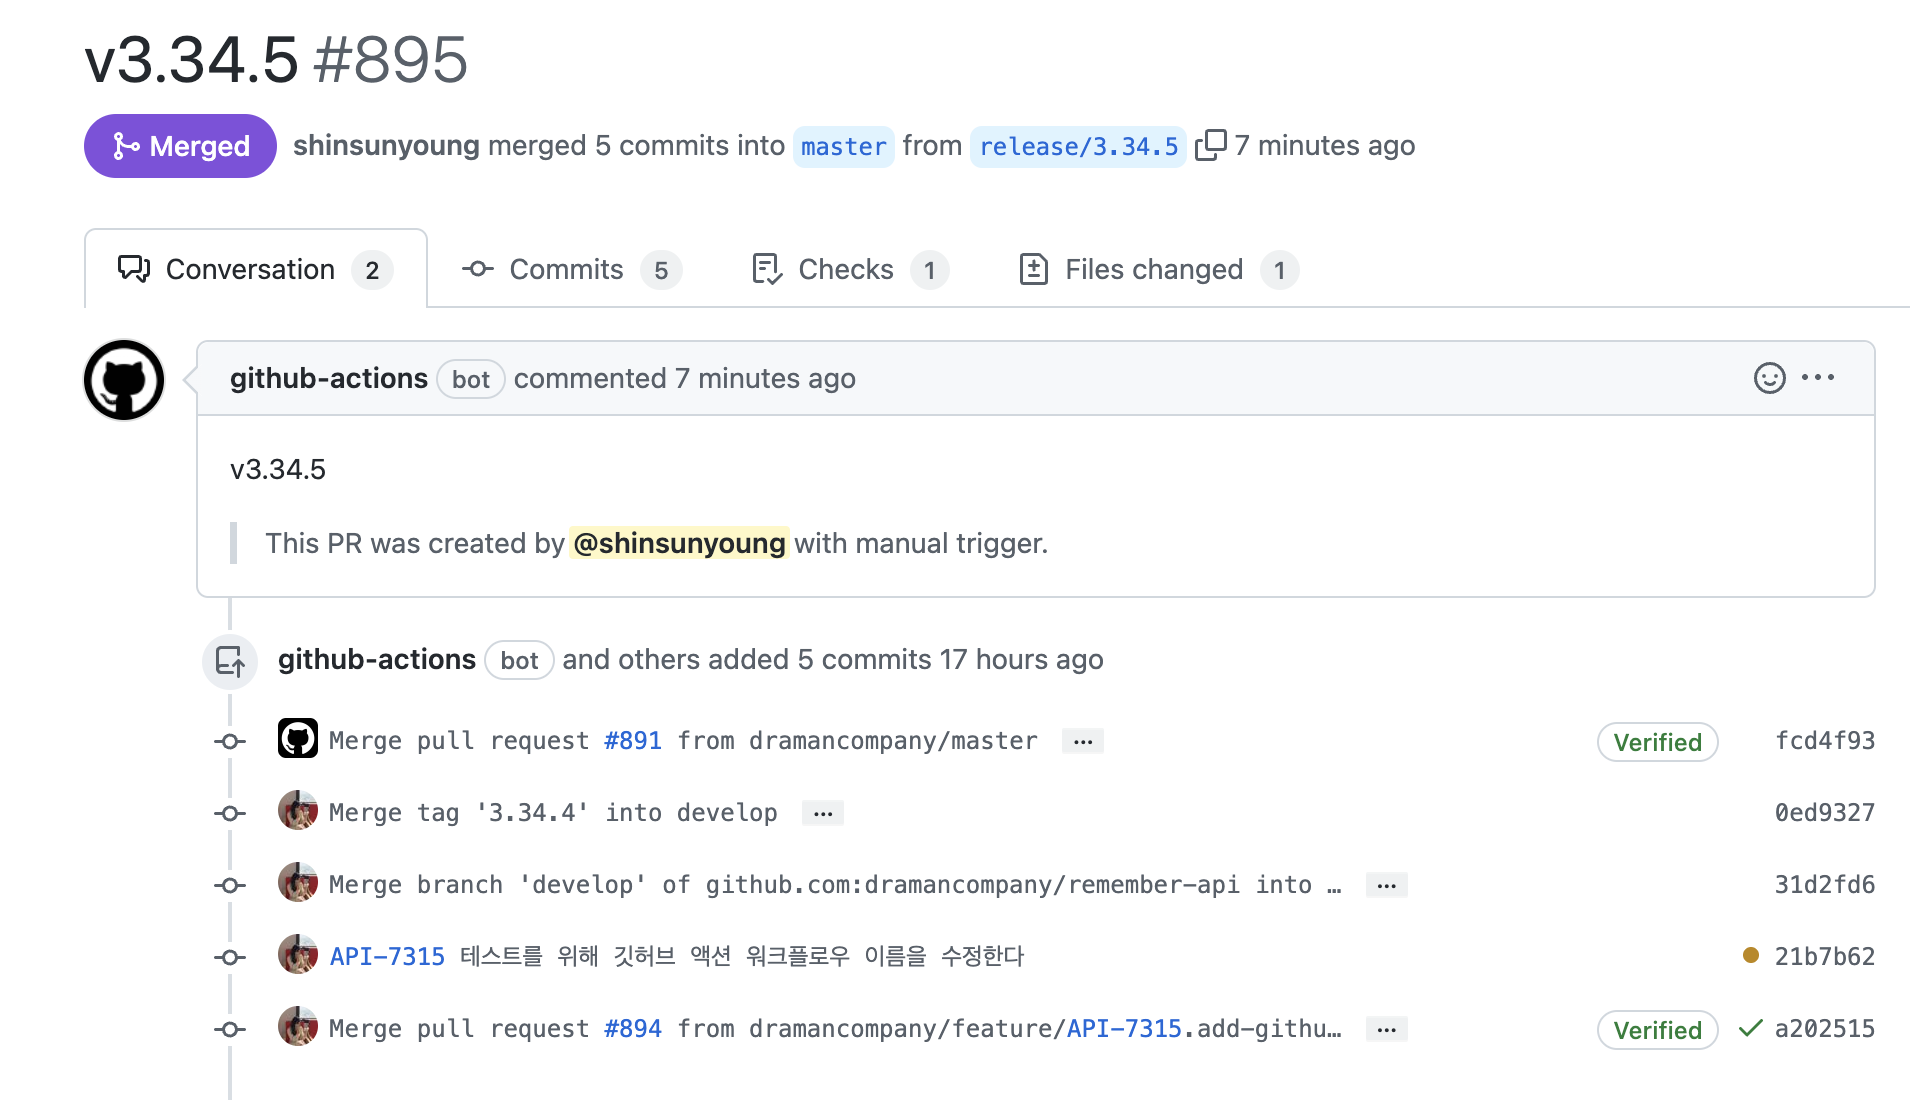 v3.34.5 #895
Merged shinsunyoung merged 5 commits into master from release/3.34.5 7 minutes ago
Conversation 2 Commits 5 Checks 1 Files changed 1
github-actions bot commented 7 minutes ago
v3.34.5
This PR was created by @shinsunyoung with manual trigger.
github-actions bot and others added 5 commits 17 hours ago
Merge pull request #891 from dramancompany/master ... Verified fcd4f93
Merge tag '3.34.4' into develop ... 0ed9327
Merge branch 'develop' of github.com:dramancompany/remember-api into … ... 31d2fd6
API-7315 테스트를 위해 깃허브 액션 워크플로우 이름을 수정한다 21b7b62
Merge pull request #894 from dramancompany/feature/API-7315.add-githu… ... Verified a202515